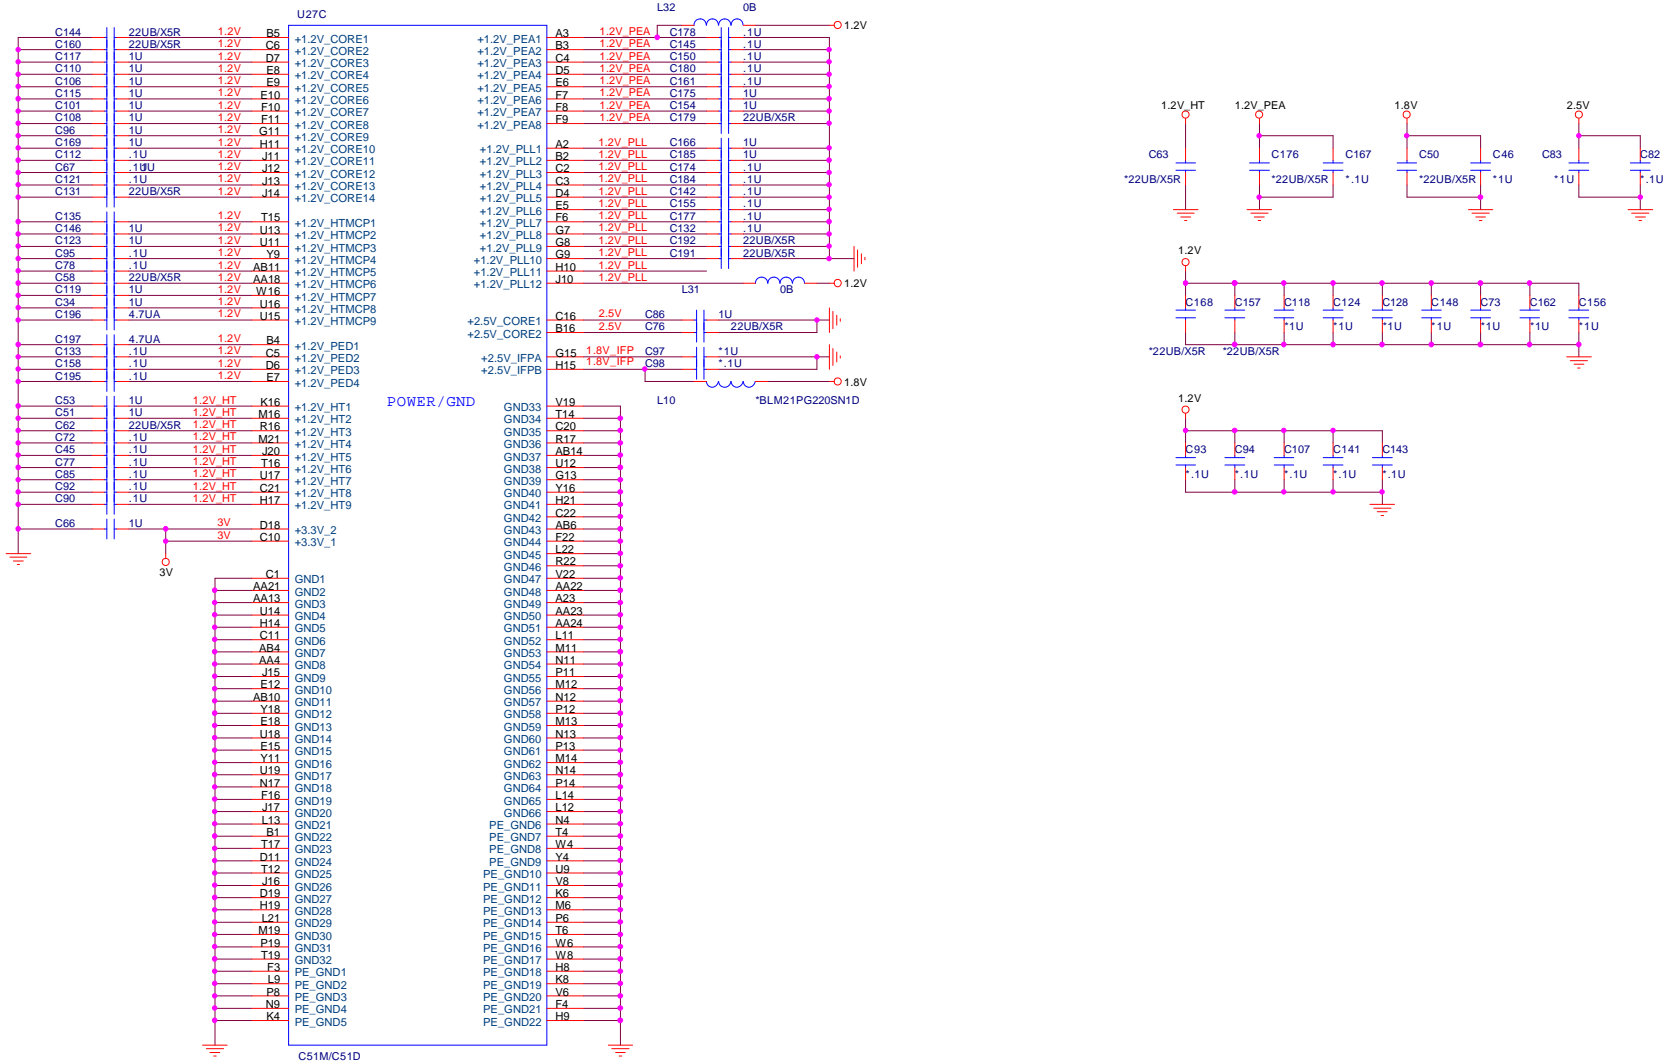 U27C
C144 22UB/X5R 1.2V B5 +1.2V_CORE1
C160 22UB/X5R 1.2V C6 +1.2V_CORE2
C117 1U 1.2V D7 +1.2V_CORE3
C110 1U 1.2V E8 +1.2V_CORE4
C106 1U 1.2V E9 +1.2V_CORE5
C115 1U 1.2V E10 +1.2V_CORE6
C101 1U 1.2V F10 +1.2V_CORE7
C108 1U 1.2V F11 +1.2V_CORE8
C96 1U 1.2V G11 +1.2V_CORE9
C169 1U 1.2V H11 +1.2V_CORE10
C112 .1U 1.2V J11 +1.2V_CORE11
C67 1.2V J12 +1.2V_CORE12
C121 .1U 1.2V J13 +1.2V_CORE13
C131 22UB/X5R 1.2V J14 +1.2V_CORE14
C135 1.2V T15 +1.2V_HTMCP1
C146 1U 1.2V U13 +1.2V_HTMCP2
C123 1U 1.2V U11 +1.2V_HTMCP3
C95 .1U 1.2V Y9 +1.2V_HTMCP4
C78 .1U 1.2V AB11 +1.2V_HTMCP5
C58 22UB/X5R 1.2V AA18 +1.2V_HTMCP6
C119 1U 1.2V W16 +1.2V_HTMCP7
C34 1U 1.2V U16 +1.2V_HTMCP8
C196 4.7UA 1.2V U15 +1.2V_HTMCP9
C197 4.7UA 1.2V B4 +1.2V_PED1
C133 .1U 1.2V C5 +1.2V_PED2
C158 .1U 1.2V D6 +1.2V_PED3
C195 .1U 1.2V E7 +1.2V_PED4
POWER/GND
C53 1U 1.2V_HT K16 +1.2V_HT1
C51 1U 1.2V_HT M16 +1.2V_HT2
C62 22UB/X5R 1.2V_HT R16 +1.2V_HT3
C72 .1U 1.2V_HT M21 +1.2V_HT4
C45 .1U 1.2V_HT J20 +1.2V_HT5
C77 .1U 1.2V_HT T16 +1.2V_HT6
C85 .1U 1.2V_HT U17 +1.2V_HT7
C92 .1U 1.2V_HT C21 +1.2V_HT8
C90 .1U 1.2V_HT H17 +1.2V_HT9
C66 1U 3V D18 +3.3V_2
3V C10 +3.3V_1
3V
C1 GND1
AA21 GND2
AA13 GND3
U14 GND4
H14 GND5
C11 GND6
AB4 GND7
AA4 GND8
J15 GND9
E12 GND10
AB10 GND11
Y18 GND12
E18 GND13
U18 GND14
E15 GND15
Y11 GND16
U19 GND17
N17 GND18
F16 GND19
J17 GND20
L13 GND21
B1 GND22
T17 GND23
D11 GND24
T12 GND25
J16 GND26
D19 GND27
H19 GND28
L21 GND29
M19 GND30
P19 GND31
T19 GND32
F3 PE_GND1
L9 PE_GND2
P8 PE_GND3
N9 PE_GND4
K4 PE_GND5
C51M/C51D
L32 0B 1.2V
+1.2V_PEA1 A3 1.2V_PEA C178 .1U
+1.2V_PEA2 B3 1.2V_PEA C145 .1U
+1.2V_PEA3 C4 1.2V_PEA C150 .1U
+1.2V_PEA4 D5 1.2V_PEA C180 .1U
+1.2V_PEA5 E6 1.2V_PEA C161 .1U
+1.2V_PEA6 F7 1.2V_PEA C175 1U
+1.2V_PEA7 F8 1.2V_PEA C154 1U
+1.2V_PEA8 F9 1.2V_PEA C179 22UB/X5R
+1.2V_PLL1 A2 1.2V_PLL C166 1U
+1.2V_PLL2 B2 1.2V_PLL C185 1U
+1.2V_PLL3 C2 1.2V_PLL C174 .1U
+1.2V_PLL4 C3 1.2V_PLL C184 .1U
+1.2V_PLL5 D4 1.2V_PLL C142 .1U
+1.2V_PLL6 E5 1.2V_PLL C155 .1U
+1.2V_PLL7 F6 1.2V_PLL C177 .1U
+1.2V_PLL8 G7 1.2V_PLL C132 .1U
+1.2V_PLL9 G8 1.2V_PLL C192 22UB/X5R
+1.2V_PLL10 G9 1.2V_PLL C191 22UB/X5R
+1.2V_PLL11 H10 1.2V_PLL
+1.2V_PLL12 J10 1.2V_PLL L31 0B 1.2V
+2.5V_CORE1 C16 2.5V C86 1U
+2.5V_CORE2 B16 2.5V C76 22UB/X5R
+2.5V_IFPA G15 1.8V_IFP C97 *1U
+2.5V_IFPB H15 1.8V_IFP C98 *.1U
1.8V
L10 *BLM21PG220SN1D
GND33 V19
GND34 T14
GND35 C20
GND36 R17
GND37 AB14
GND38 U12
GND39 G13
GND40 Y16
GND41 H21
GND42 C22
GND43 AB6
GND44 F22
GND45 L22
GND46 R22
GND47 V22
GND48 AA22
GND49 A23
GND50 AA23
GND51 AA24
GND52 L11
GND53 M11
GND54 N11
GND55 P11
GND56 M12
GND57 N12
GND58 P12
GND59 M13
GND60 N13
GND61 P13
GND62 M14
GND63 N14
GND64 P14
GND65 L14
GND66 L12
PE_GND6 N4
PE_GND7 T4
PE_GND8 W4
PE_GND9 Y4
PE_GND10 U9
PE_GND11 V8
PE_GND12 K6
PE_GND13 M6
PE_GND14 P6
PE_GND15 T6
PE_GND16 W6
PE_GND17 W8
PE_GND18 H8
PE_GND19 K8
PE_GND20 V6
PE_GND21 F4
PE_GND22 H9
1.2V_HT 1.2V_PEA 1.8V 2.5V
C63 C176 C167 C50 C46 C83 C82
*22UB/X5R *22UB/X5R *.1U *22UB/X5R *1U *1U *.1U
1.2V
C168 C157 C118 C124 C128 C148 C73 C162 C156
*1U *1U *1U *1U *1U *1U *1U
*22UB/X5R *22UB/X5R
1.2V
C93 C94 C107 C141 C143
*.1U *.1U *.1U *.1U *.1U